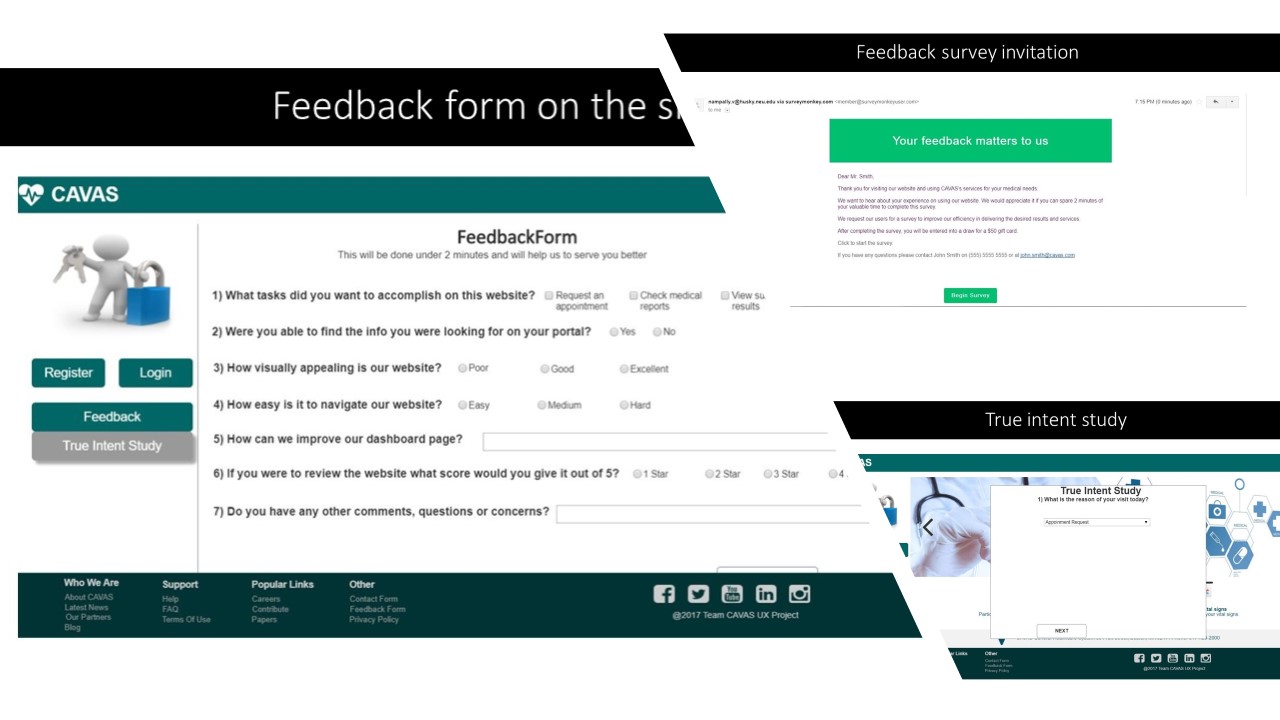 Feedback form on the
CAVAS
FeedbackForm
This will be done under 2 minutes and will help us to serve you better
1) What tasks did you want to accomplish on this website? Request an appointment Check medical reports View results
2) Were you able to find the info you were looking for on your portal? Yes No
3) How visually appealing is our website? Poor Good Excellent
4) How easy is it to navigate our website? Easy Medium Hard
5) How can we improve our dashboard page?
6) If you were to review the website what score would you give it out of 5? 1 Star 2 Star 3 Star 4
7) Do you have any other comments, questions or concerns?
Register Login
Feedback
True Intent Study
Who We Are
About CAVAS
Latest News
Our Partners
Blog
Support
Help
FAQ
Terms Of Use
Popular Links
Careers
Contribute
Papers
Other
Contact Form
Feedback Form
Privacy Policy
You Tube
@2017 Team CAVAS UX Project
Feedback survey invitation
nampally.v@husky.neu.edu via surveymonkey.com <member@surveymonkeyuser.com>
to me
7:15 PM (0 minutes ago)
Your feedback matters to us
Dear Mr. Smith,
Thank you for visiting our website and using CAVAS's services for your medical needs.
We want to hear about your experience on using our website. We would appreciate it if you can spare 2 minutes of
your valuable time to complete this survey.
We request our users for a survey to improve our efficiency in delivering the desired results and services.
After completing the survey, you will be entered into a draw for a $50 gift card.
Click to start the survey
If you have any questions please contact John Smith on (555) 5555 5555 or at john.smith@cavas.com
Begin Survey
True intent study
AS
True Intent Study
1) What is the reason of your visit today?
Appoinment Request
MEDICAL
MEDICAL
MEDICAL
tal signs
your vital signs
NEXT
r Links
Other
Contact Form
Feedback Form
Privacy Policy
@2017 Team CAVAS UX Project